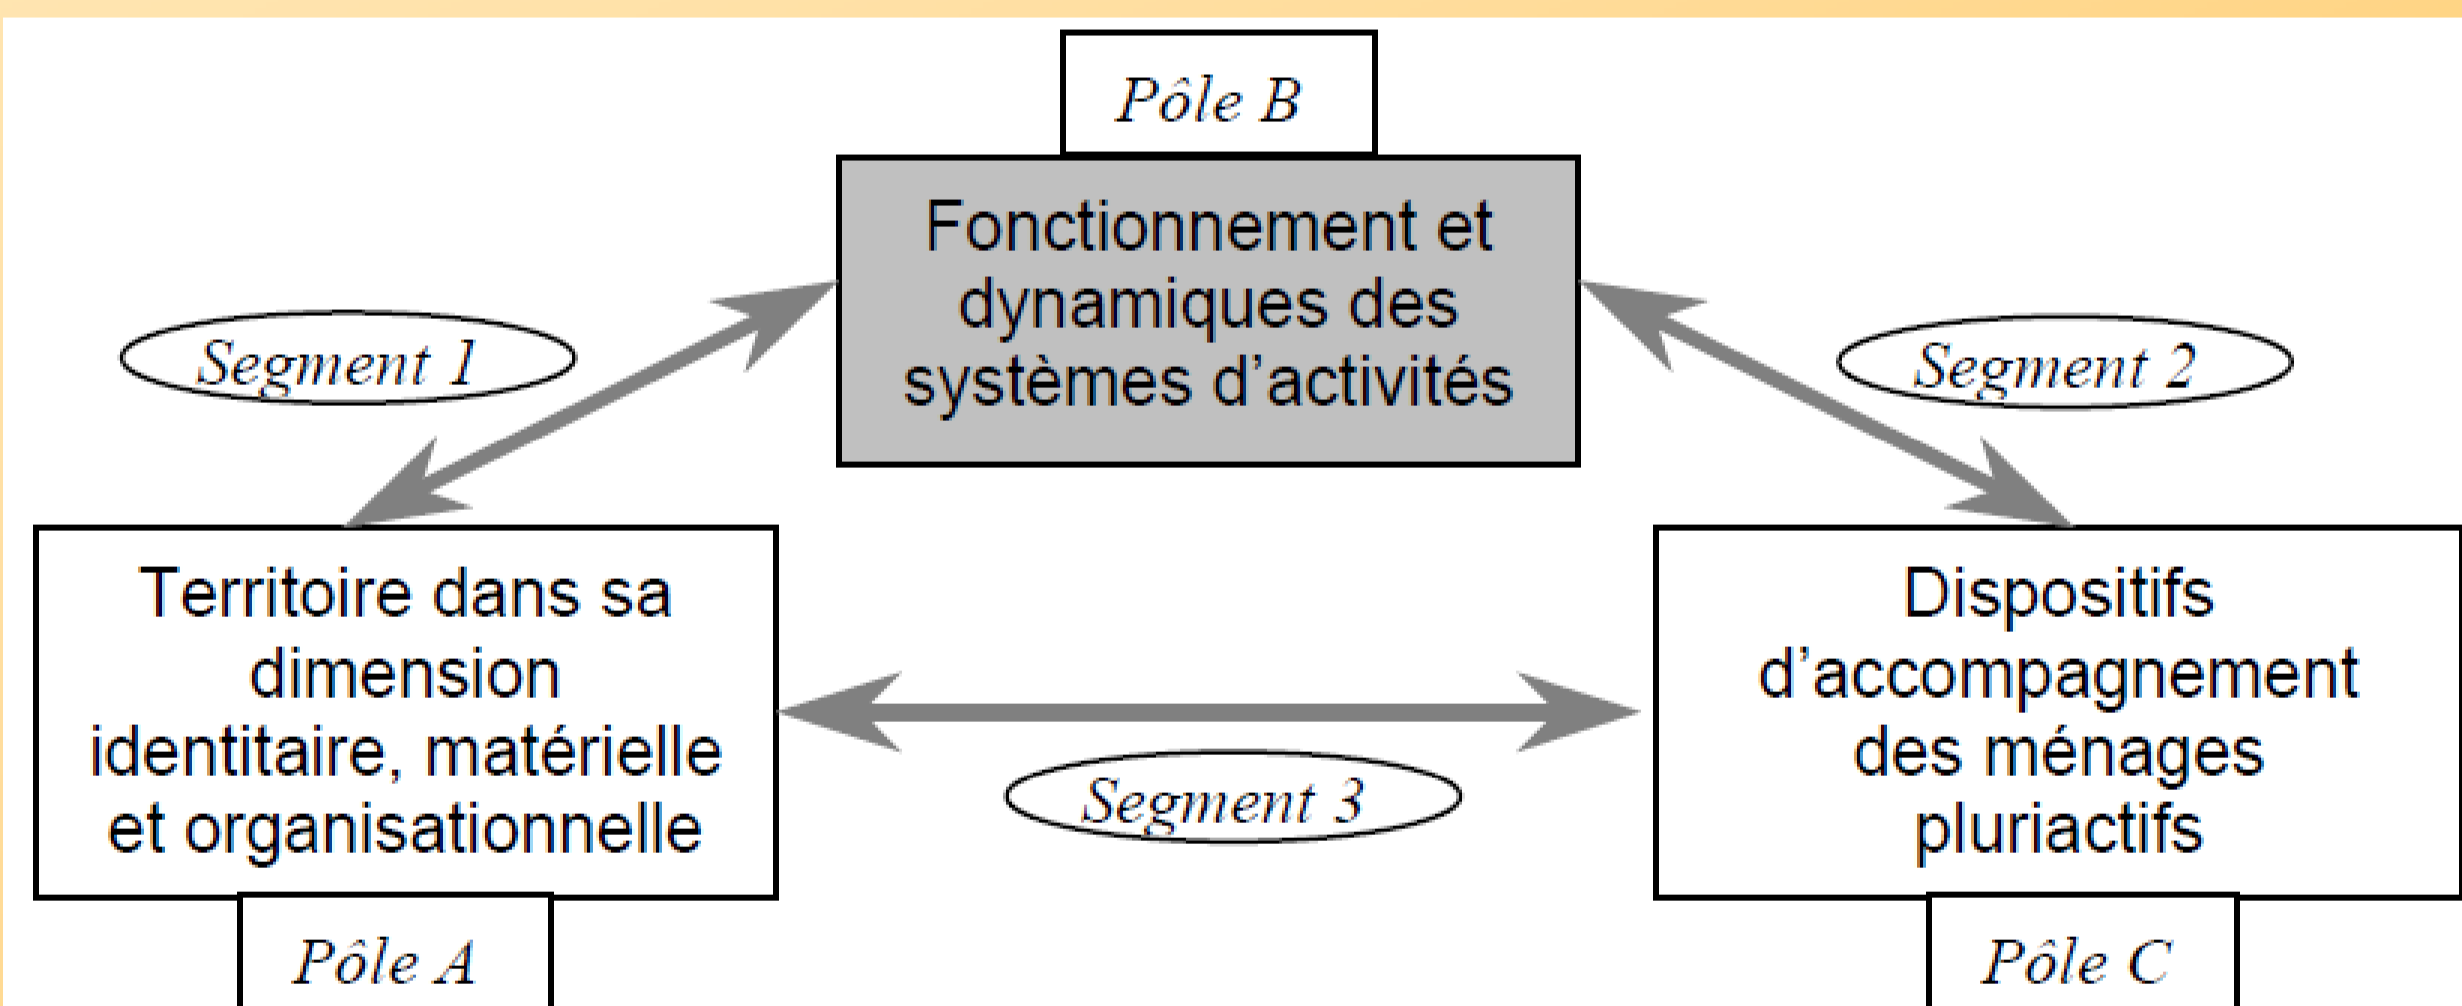 Pôle B
Fonctionnement et
dynamiques des
systèmes d’activités
Segment 1
Segment 2
Territoire dans sa
dimension
identitaire, matérielle
et organisationnelle
Pôle A
Segment 3
Dispositifs
d’accompagnement
des ménages
pluriactifs
Pôle C